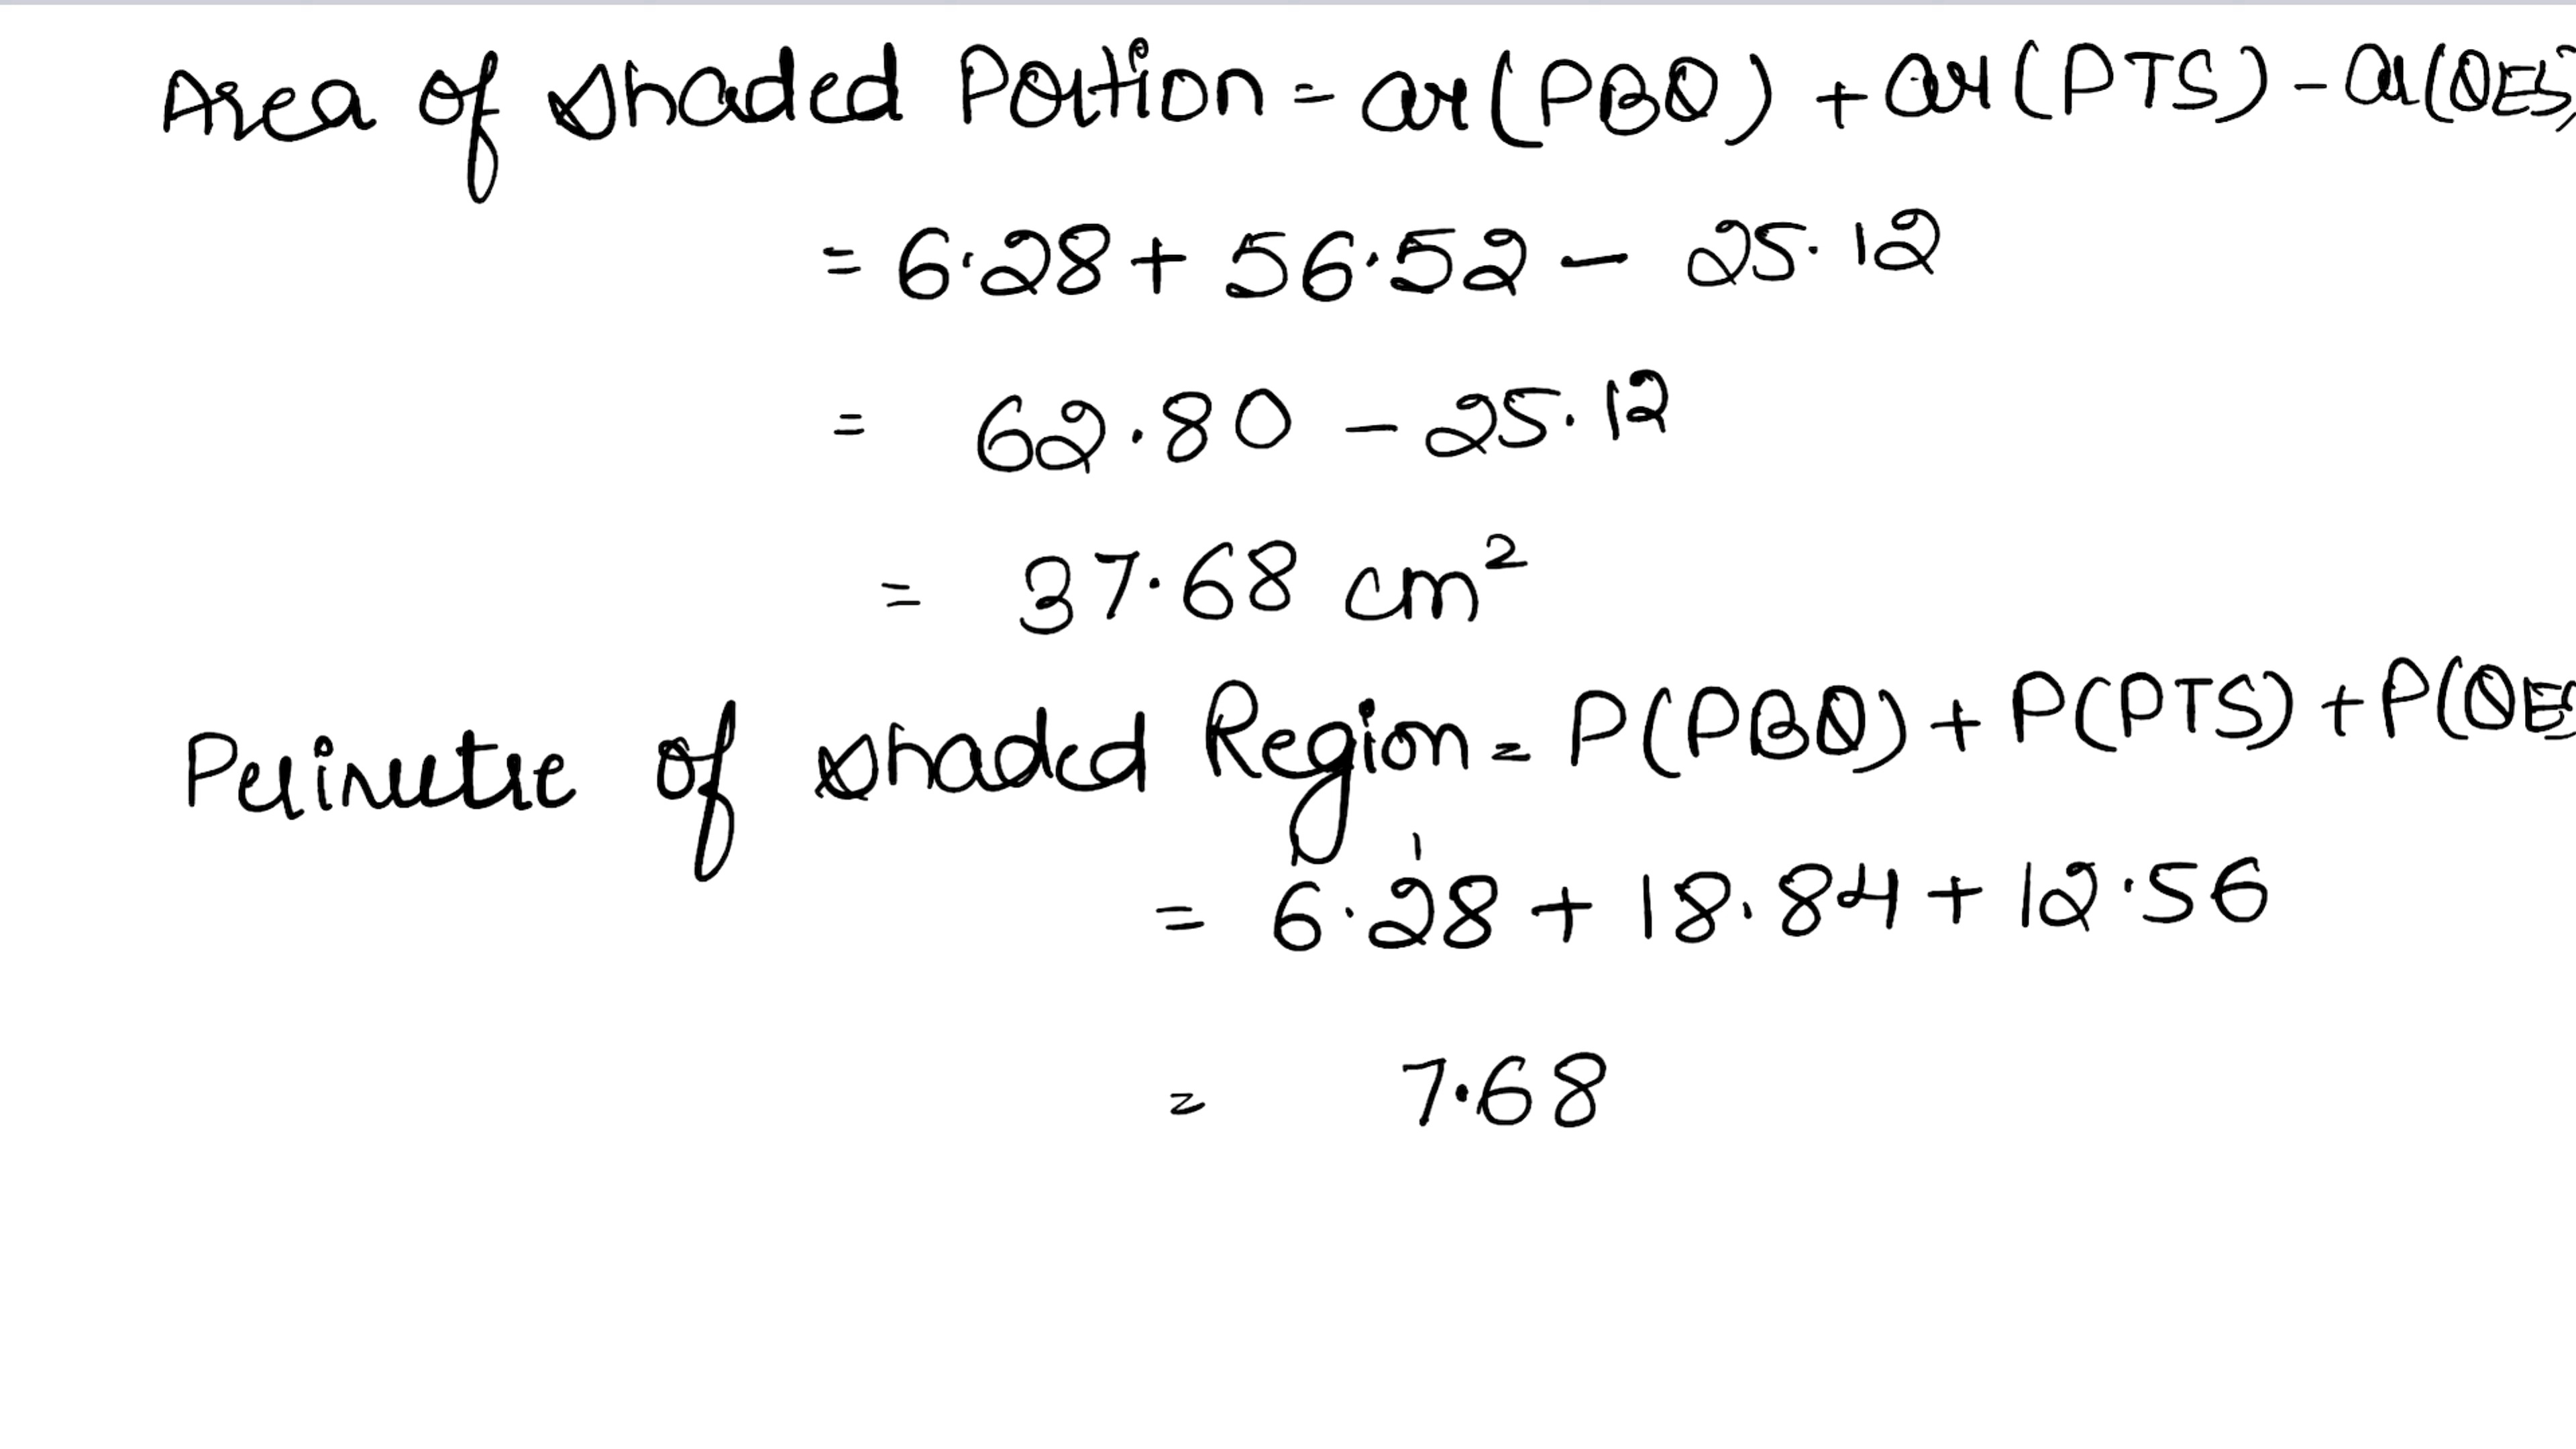 Area of shaded Portion = ar(PBQ) + ar(PTS) - ar(QES)
= 6.28 + 56.52 - 25.12
= 62.80 - 25.12
= 37.68 cm²
Perimetre of shaded Region = P(PBQ) + P(PTS) + P(QES
= 6.28 + 18.84 + 12.56
= 7.68